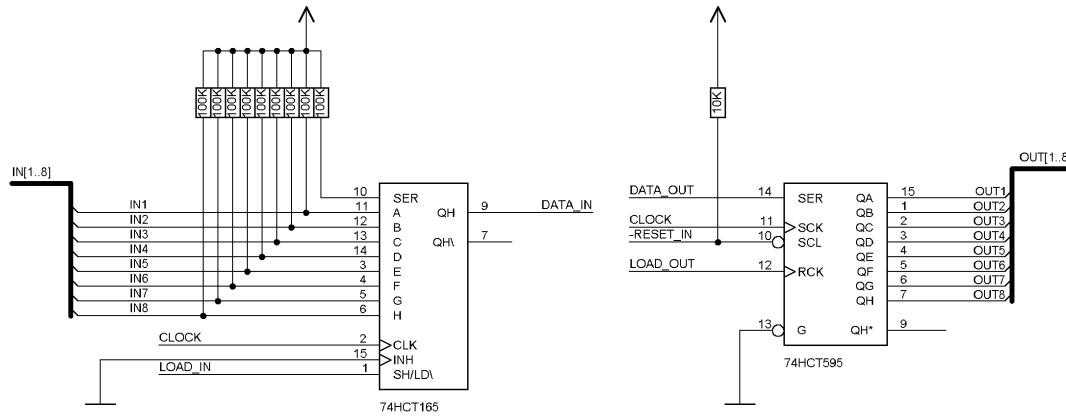 100K 100K 100K 100K 100K 100K 100K 100K 100K
IN[1..8]
IN1
IN2
IN3
IN4
IN5
IN6
IN7
IN8
CLOCK
LOAD_IN
10 SER
11 A QH 9 DATA_IN
12 B
13 C QH\ 7
14 D
3 E
4 F
5 G
6 H
2 CLK
15 INH
1 SH/LD\
74HCT165
10K
OUT[1..8
DATA_OUT 14 SER QA 15 OUT1
QB 1 OUT2
CLOCK 11 SCK QC 2 OUT3
-RESET_IN 10 SCL QD 3 OUT4
QE 4 OUT5
LOAD_OUT 12 RCK QF 5 OUT6
QG 6 OUT7
QH 7 OUT8
13 G QH* 9
74HCT595